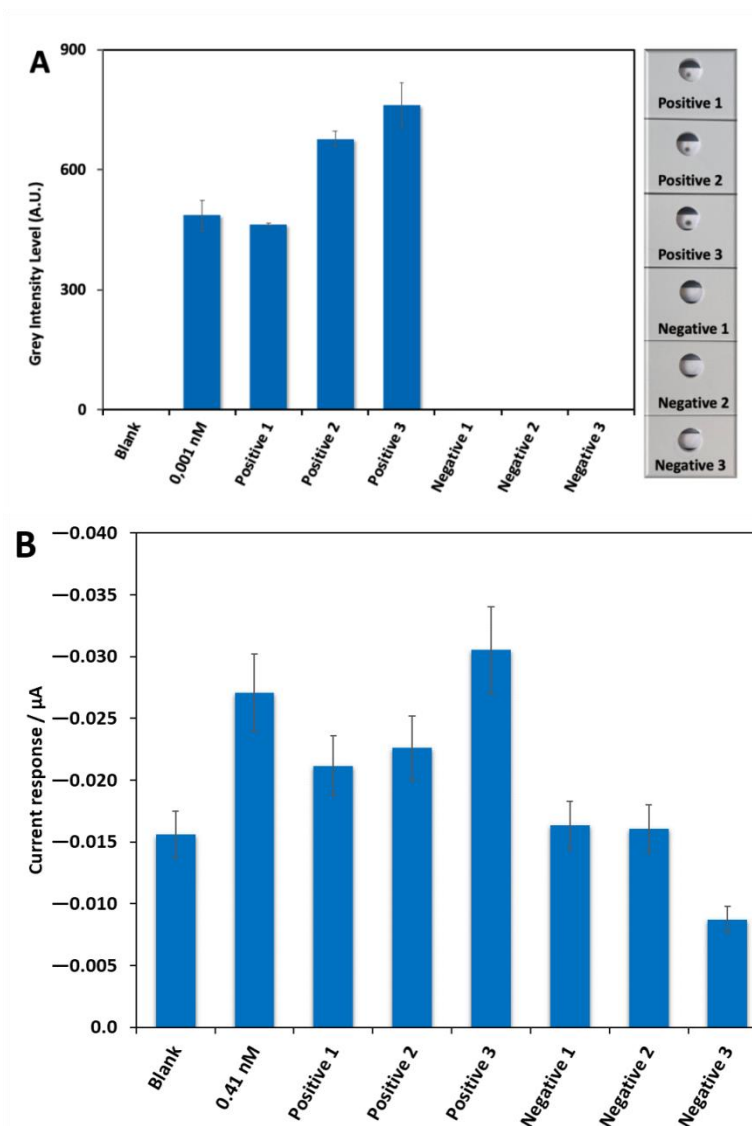 A
900
600
300
0
Grey Intensity Level (A.U.)
Blank
0,001 nM
Positive 1
Positive 2
Positive 3
Negative 1
Negative 2
Negative 3
Positive 1
Positive 2
Positive 3
Negative 1
Negative 2
Negative 3
B
—0.040
—0.035
—0.030
—0.025
—0.020
—0.015
—0.010
—0.005
0.0
Current response / µA
Blank
0.41 nM
Positive 1
Positive 2
Positive 3
Negative 1
Negative 2
Negative 3